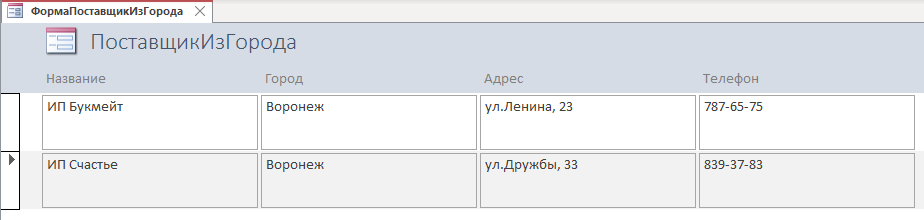 ФормаПоставщикИзГорода
ПоставщикИзГорода
Название Город Адрес Телефон
ИП Букмейт Воронеж ул.Ленина, 23 787-65-75
ИП Счастье Воронеж ул.Дружбы, 33 839-37-83